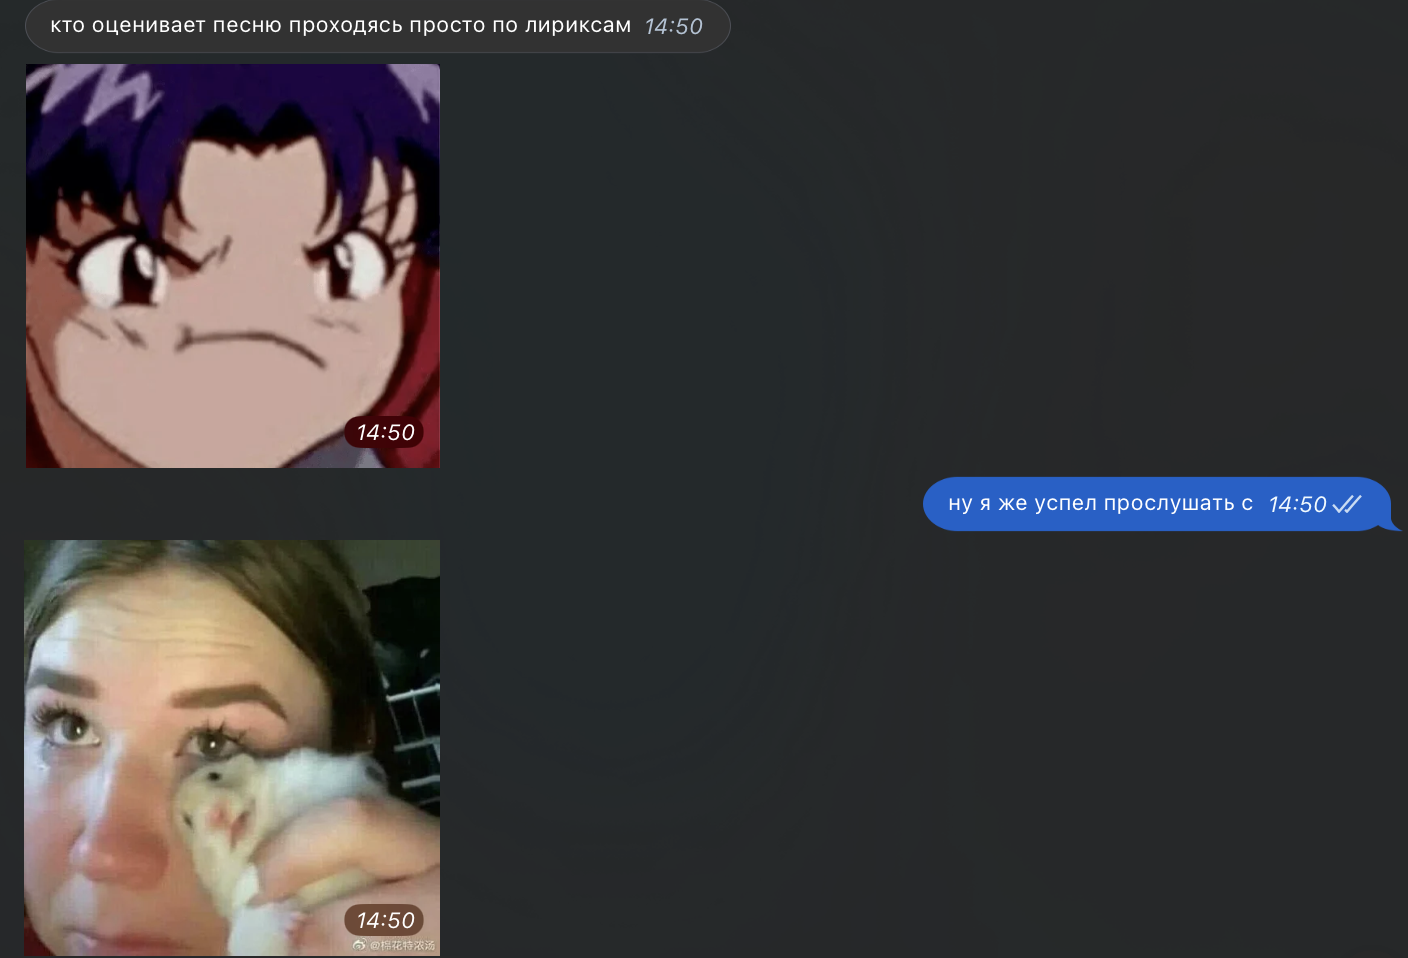 кто оценивает песню проходясь просто по лириксам 14:50
14:50
ну я же успел прослушать с 14:50
14:50
@棉花特浓汤